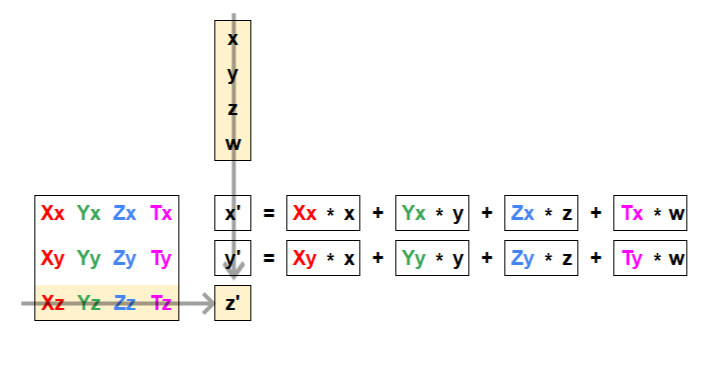 x
y
z
w
Xx Yx Zx Tx x' = Xx * x + Yx * y + Zx * z + Tx * w
Xy Yy Zy Ty y' = Xy * x + Yy * y + Zy * z + Ty * w
Xz Yz Zz Tz z'